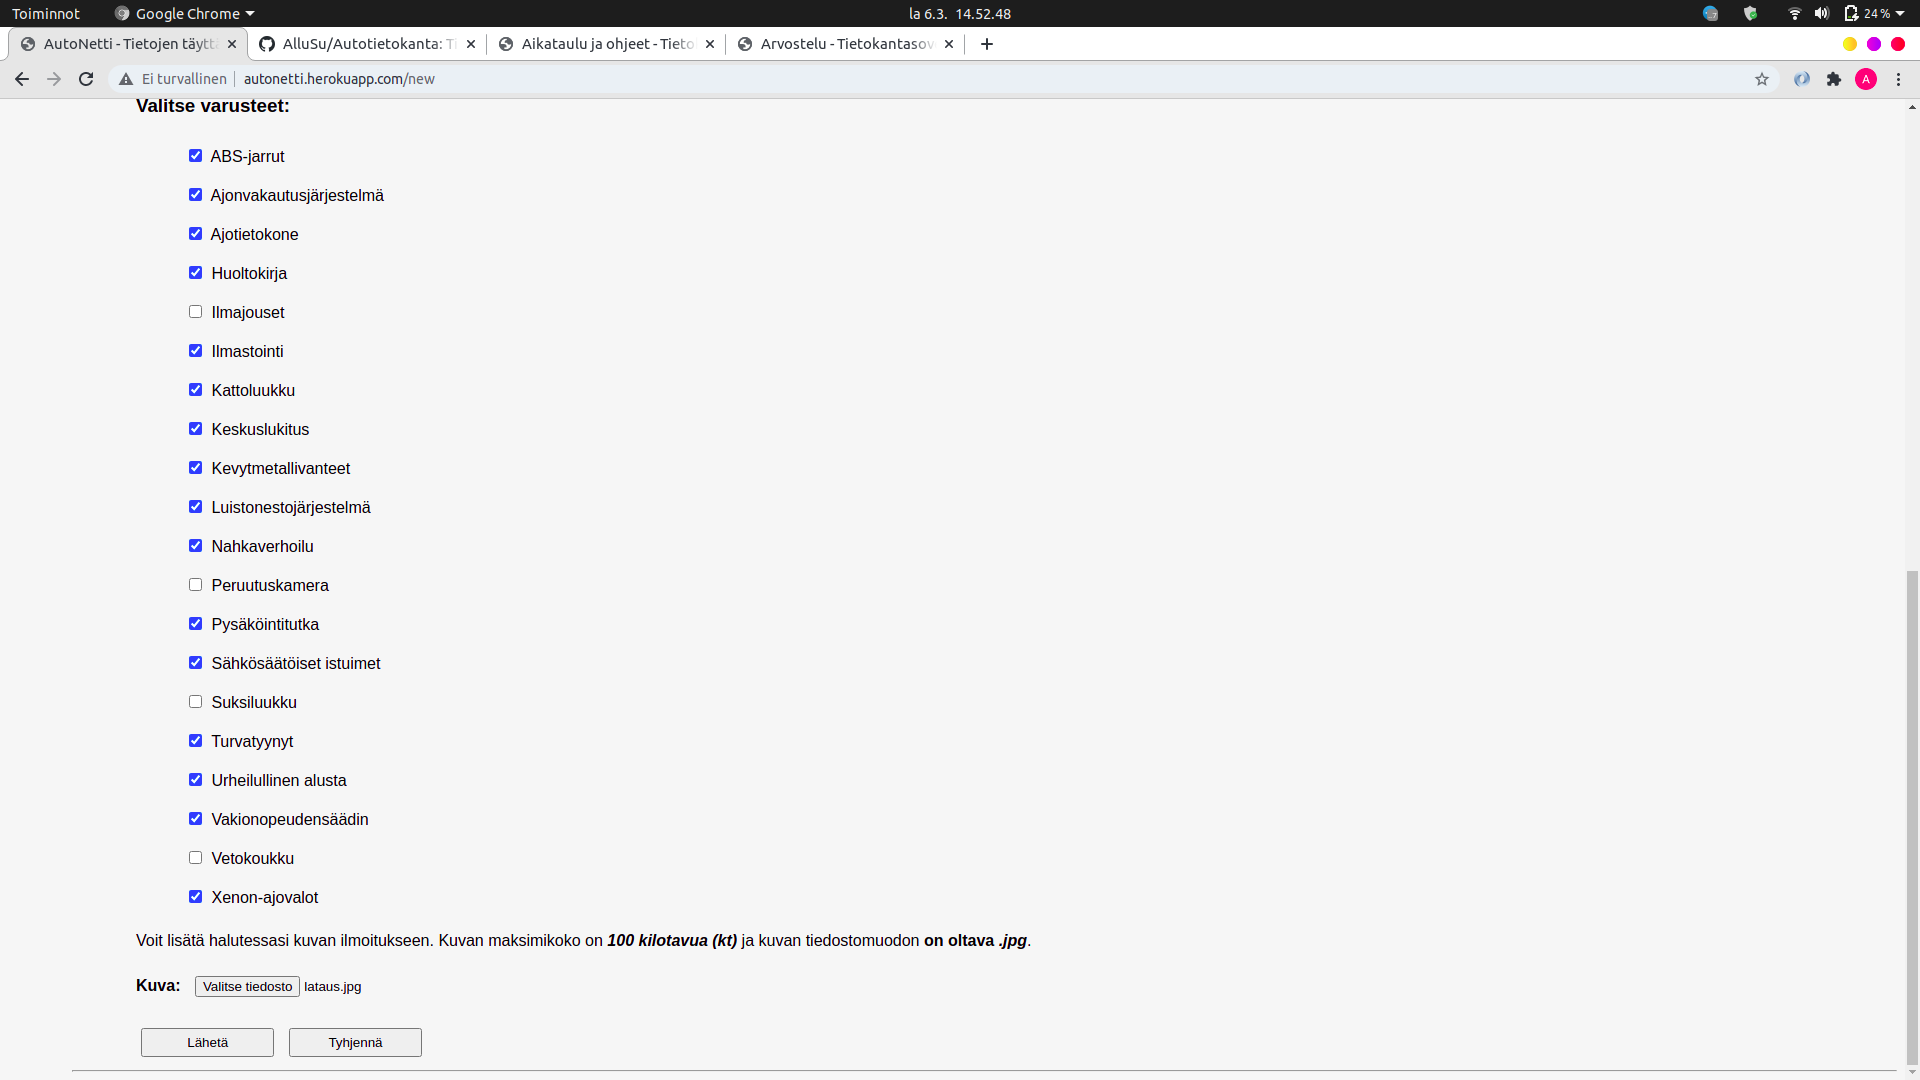 Toiminnot
Google Chrome
la 6.3. 14.52.48
24 %
AutoNetti - Tietojen täyttä
AlluSu/Autotietokanta: Ti
Aikataulu ja ohjeet - Tieto
Arvostelu - Tietokantasov
Ei turvallinen
autonetti.herokuapp.com/new
A
Valitse varusteet:
ABS-jarrut
Ajonvakautusjärjestelmä
Ajotietokone
Huoltokirja
Ilmajouset
Ilmastointi
Kattoluukku
Keskuslukitus
Kevytmetallivanteet
Luistonestojärjestelmä
Nahkaverhoilu
Peruutuskamera
Pysäköintitutka
Sähkösäätöiset istuimet
Suksiluukku
Turvatyynyt
Urheilullinen alusta
Vakionopeudensäädin
Vetokoukku
Xenon-ajovalot
Voit lisätä halutessasi kuvan ilmoitukseen. Kuvan maksimikoko on 100 kilotavua (kt) ja kuvan tiedostomuodon on oltava .jpg.
Kuva: Valitse tiedosto lataus.jpg
Lähetä Tyhjennä